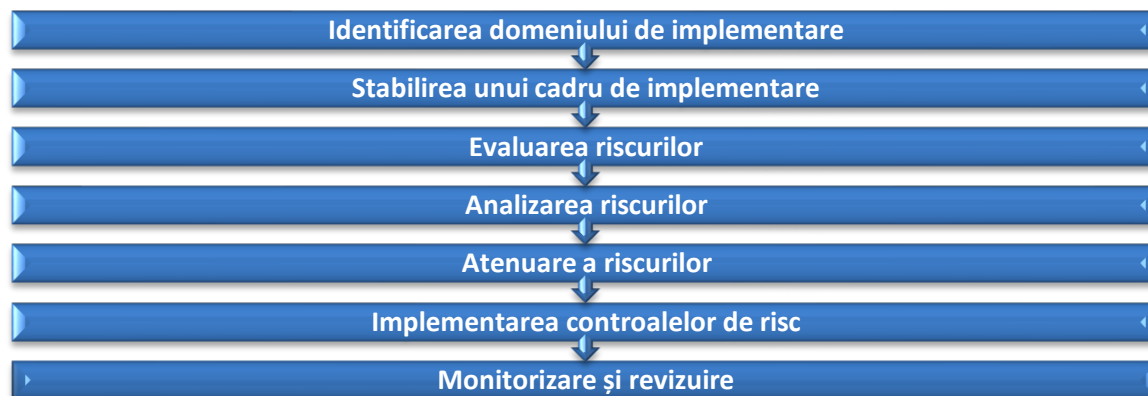 Identificarea domeniului de implementare
Stabilirea unui cadru de implementare
Evaluarea riscurilor
Analizarea riscurilor
Atenuare a riscurilor
Implementarea controalelor de risc
Monitorizare și revizuire